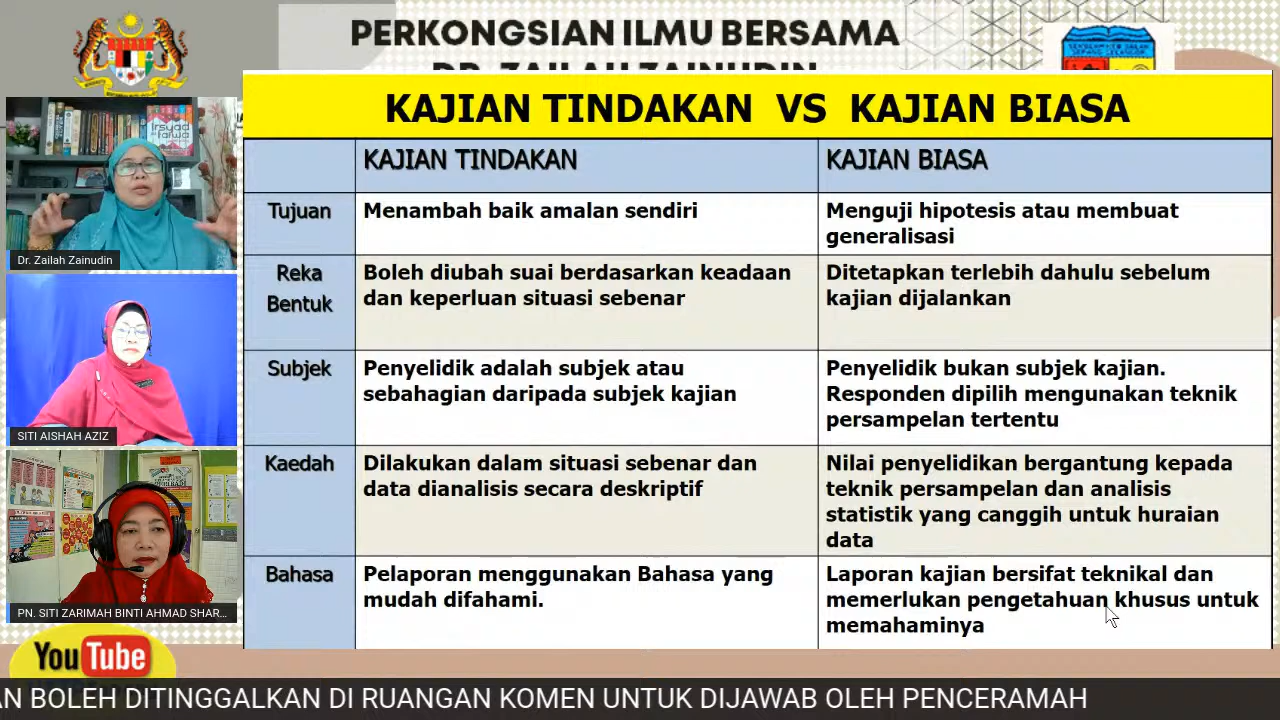 PERKONGSIAN ILMU BERSAMA
DR. ZAILAH ZAINUDIN
KAJIAN TINDAKAN VS KAJIAN BIASA
KAJIAN TINDAKAN
KAJIAN BIASA
Tujuan
Menambah baik amalan sendiri
Menguji hipotesis atau membuat
generalisasi
Reka
Bentuk
Boleh diubah suai berdasarkan keadaan
dan keperluan situasi sebenar
Ditetapkan terlebih dahulu sebelum
kajian dijalankan
Subjek
Penyelidik adalah subjek atau
sebahagian daripada subjek kajian
Penyelidik bukan subjek kajian.
Responden dipilih mengunakan teknik
persampelan tertentu
Kaedah
Dilakukan dalam situasi sebenar dan
data dianalisis secara deskriptif
Nilai penyelidikan bergantung kepada
teknik persampelan dan analisis
statistik yang canggih untuk huraian
data
Bahasa
Pelaporan menggunakan Bahasa yang
mudah difahami.
Laporan kajian bersifat teknikal dan
memerlukan pengetahuan khusus untuk
memahaminya
Irsyad
fatwa
Dr. Zailah Zainudin
SITI AISHAH AZIZ
PN. SITI ZARIMAH BINTI AHMAD SHAR...
YouTube
AN BOLEH DITINGGALKAN DI RUANGAN KOMEN UNTUK DIJAWAB OLEH PENCERAMAH